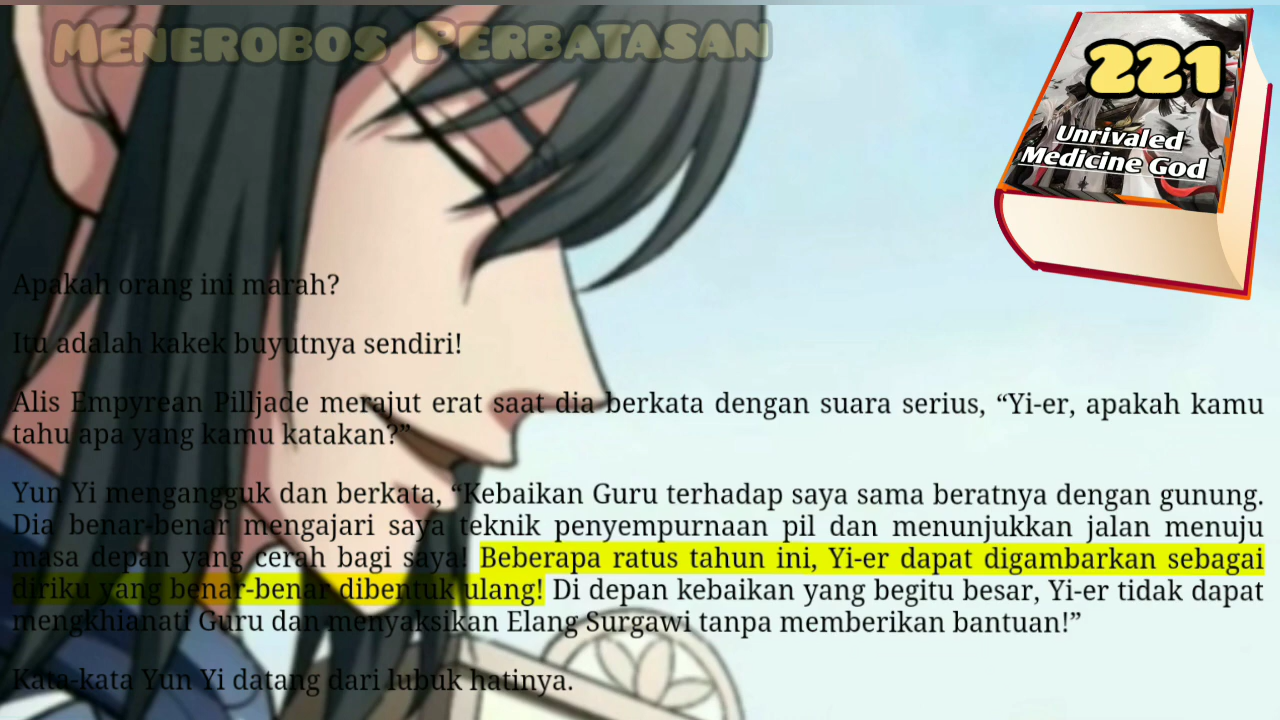 Menerobos Perbatasan
221
Unrivaled
Medicine God
Apakah orang ini marah?
Itu adalah kakek buyutnya sendiri!
Alis Empyrean Pilljade merajut erat saat dia berkata dengan suara serius, “Yi-er, apakah kamu
tahu apa yang kamu katakan?”
Yun Yi mengangguk dan berkata, “Kebaikan Guru terhadap saya sama beratnya dengan gunung.
Dia benar-benar mengajari saya teknik penyempurnaan pil dan menunjukkan jalan menuju
masa depan yang cerah bagi saya! Beberapa ratus tahun ini, Yi-er dapat digambarkan sebagai
diriku yang benar-benar dibentuk ulang! Di depan kebaikan yang begitu besar, Yi-er tidak dapat
mengkhianati Guru dan menyaksikan Elang Surgawi tanpa memberikan bantuan!”
Kata-kata Yun Yi datang dari lubuk hatinya.